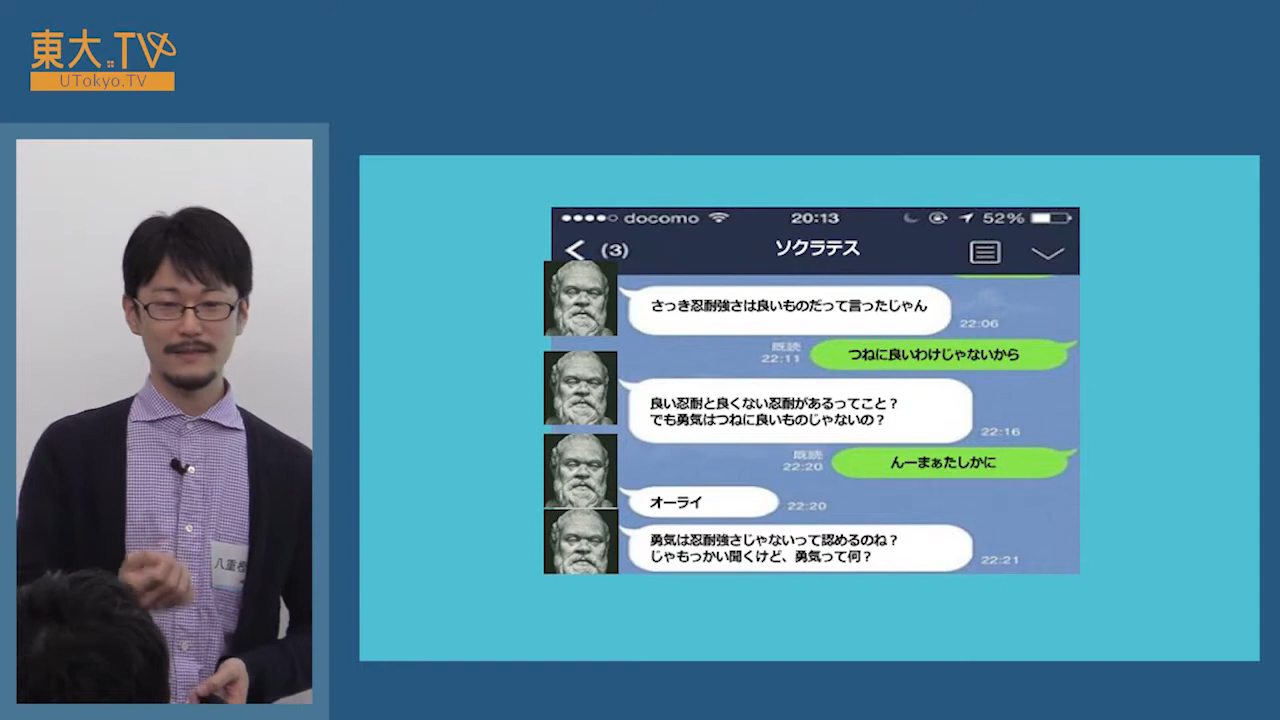 東大.TV
UTokyo.TV
八重樫
docomo 20:13 52%
(3) ソクラテス
さっき忍耐強さは良いものだって言ったじゃん
22:06
既読
22:11
つねに良いわけじゃないから
良い忍耐と良くない忍耐があるってこと？
でも勇気はつねに良いものじゃないの？
22:16
既読
22:20
んーまぁたしかに
オーライ
22:20
勇気は忍耐強さじゃないって認めるのね？
じゃもっかい聞くけど、勇気って何？
22:21